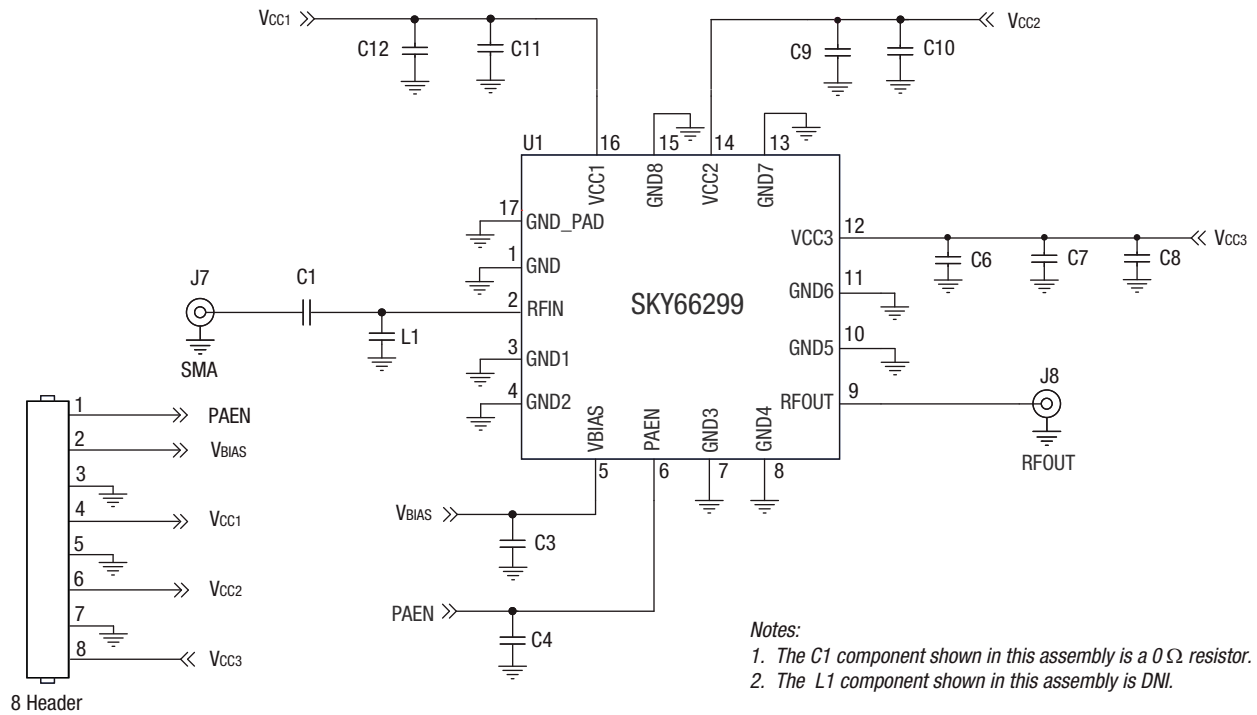 VCC1
C12
C11
C9
C10
VCC2
U1
16
15
14
13
VCC1
GND8
VCC2
GND7
17
GND_PAD
1
GND
J7
C1
2
RFIN
L1
SMA
3
GND1
4
GND2
SKY66299
12
VCC3
C6
C7
C8
VCC3
11
GND6
10
GND5
9
RFOUT
J8
RFOUT
VBIAS
PAEN
GND3
GND4
5
6
7
8
VBIAS
C3
PAEN
C4
1
PAEN
2
VBIAS
3
4
VCC1
5
6
VCC2
7
8
VCC3
8 Header
Notes:
1. The C1 component shown in this assembly is a 0 Ω resistor.
2. The L1 component shown in this assembly is DNI.